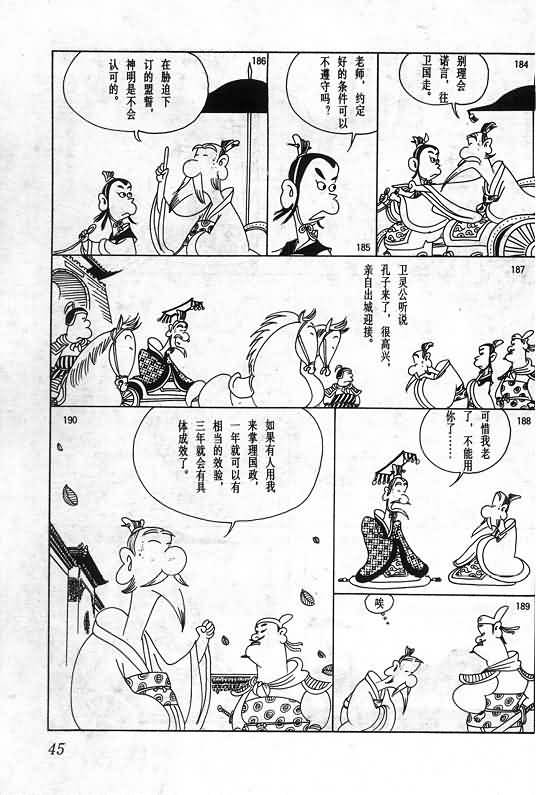 184
别理会
诺言，往
卫国走。
185
老师，约定
好的条件可以
不遵守吗？
186
在胁迫下
订的盟誓，
神明是不会
认可的。
187
卫灵公听说
孔子来了，很高兴，
亲自出城迎接。
188
可惜我老
了，不能用
你了……
189
唉
190
如果有人用我
来掌理国政，
一年就可以有
相当的效验，
三年就会有具
体成效了。
45